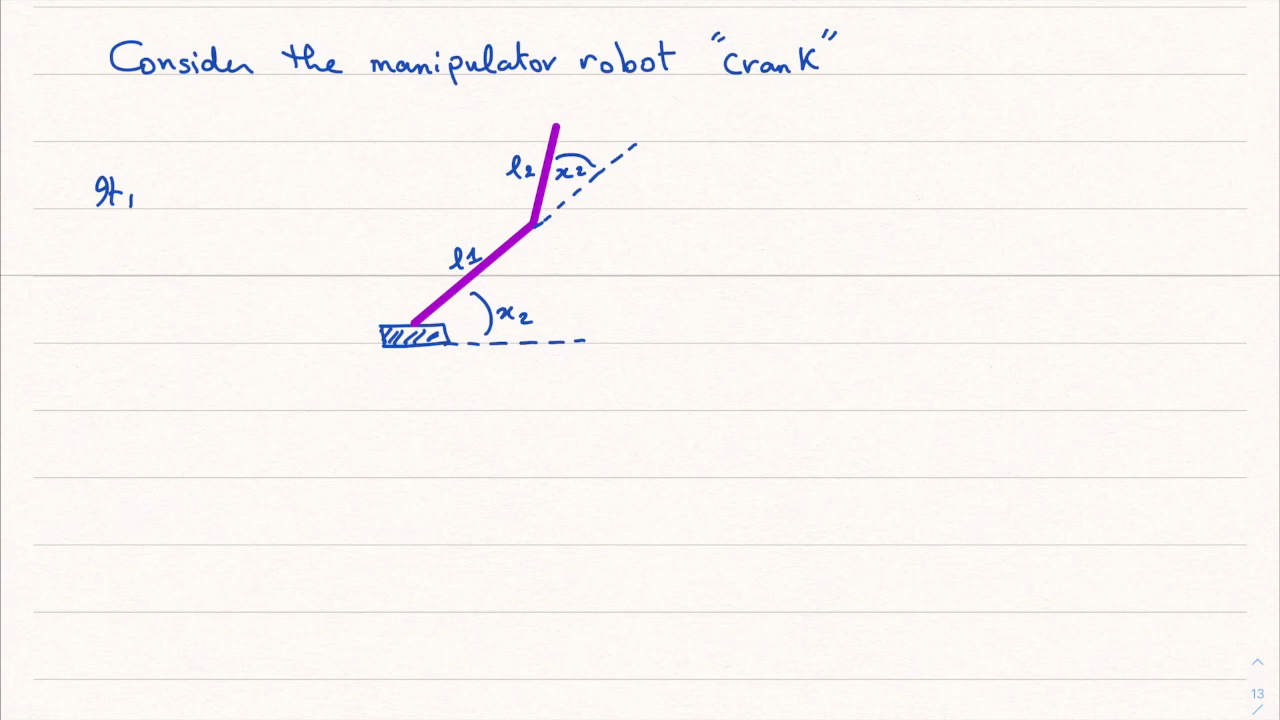 Consider the manipulator robot "crank"
l2
x2
l1
x2
13